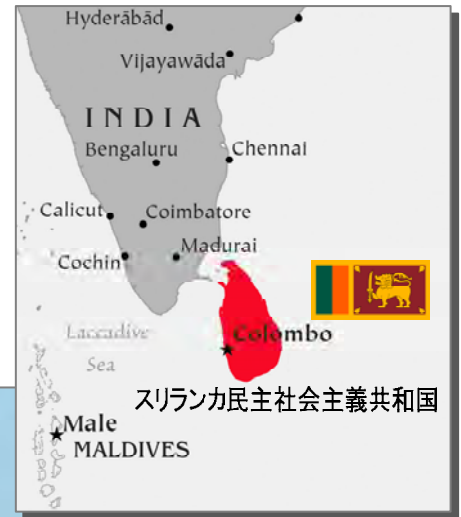 Hyderābād
Vijayawāda
INDIA
Bengaluru
Chennai
Calicut
Coimbatore
Madurai
Cochin
Laccadive
Sea
Colombo
スリランカ民主社会主義共和国
Male
MALDIVES